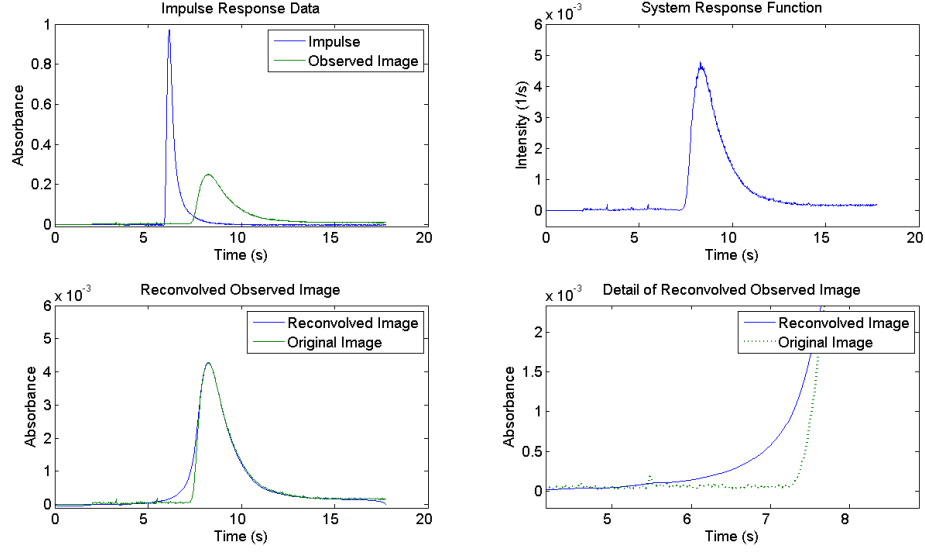 Impulse Response Data
1
0.8
0.6
0.4
0.2
0
0 5 10 15 20
Absorbance
Time (s)
Impulse
Observed Image
System Response Function
x 10⁻³
6
5
4
3
2
1
0
0 5 10 15 20
Intensity (1/s)
Time (s)
Reconvolved Observed Image
x 10⁻³
6
5
4
3
2
1
0
0 5 10 15 20
Absorbance
Time (s)
Reconvolved Image
Original Image
Detail of Reconvolved Observed Image
x 10⁻³
2
1.5
1
0.5
0
5 6 7 8
Absorbance
Time (s)
Reconvolved Image
Original Image